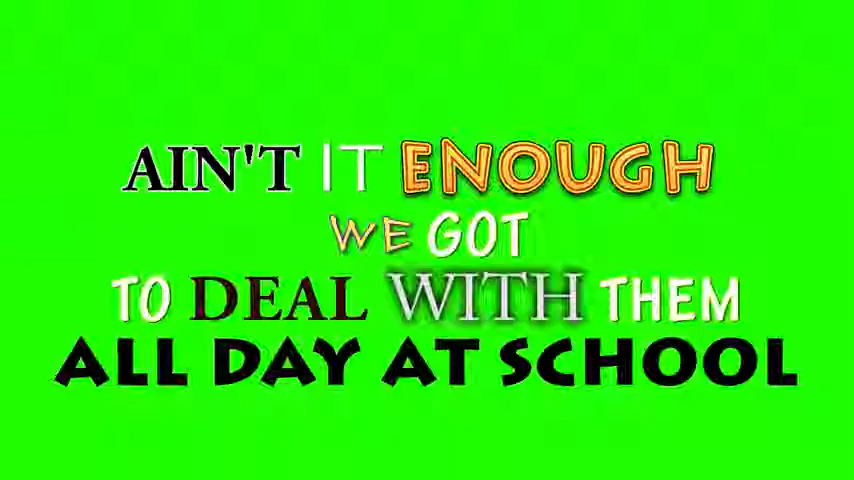 AIN'T IT ENOUGH
WE GOT
TO DEAL WITH THEM
ALL DAY AT SCHOOL